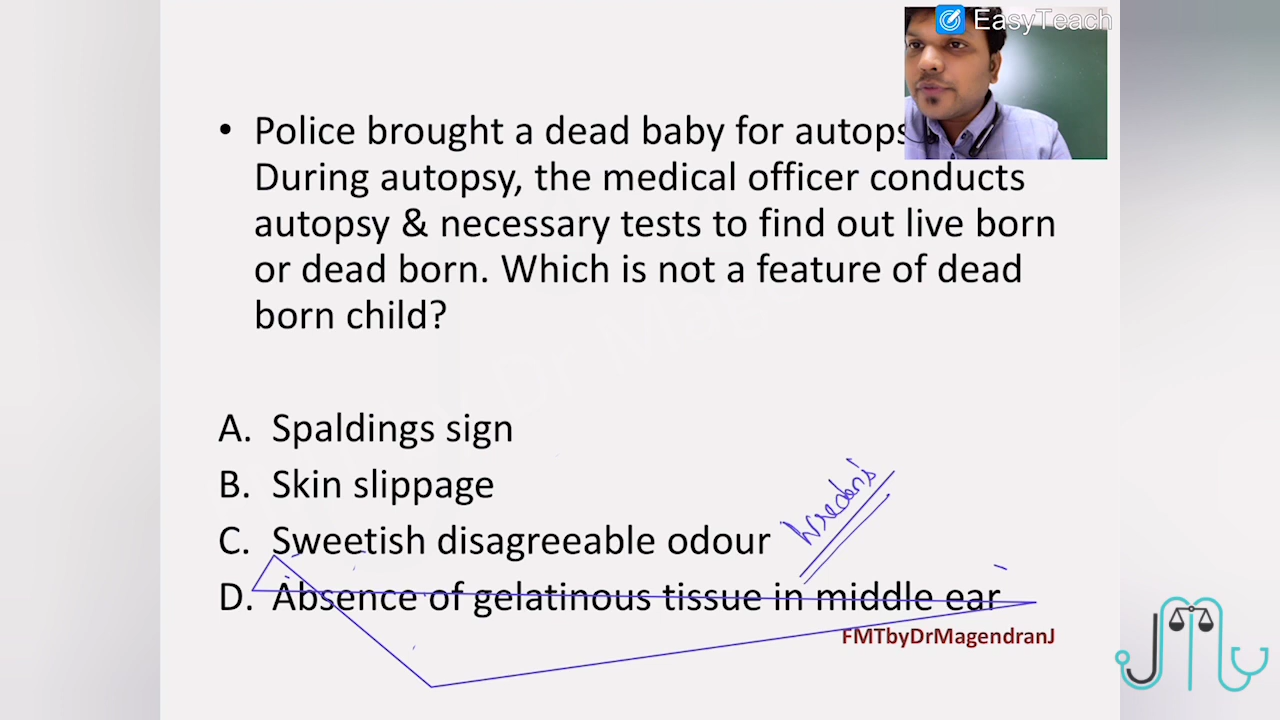 EasyTeach
• Police brought a dead baby for autops
During autopsy, the medical officer conducts
autopsy & necessary tests to find out live born
or dead born. Which is not a feature of dead
born child?
A. Spaldings sign
B. Skin slippage
C. Sweetish disagreeable odour
Wreden's
D. Absence of gelatinous tissue in middle ear
FMTbyDrMagendranJ